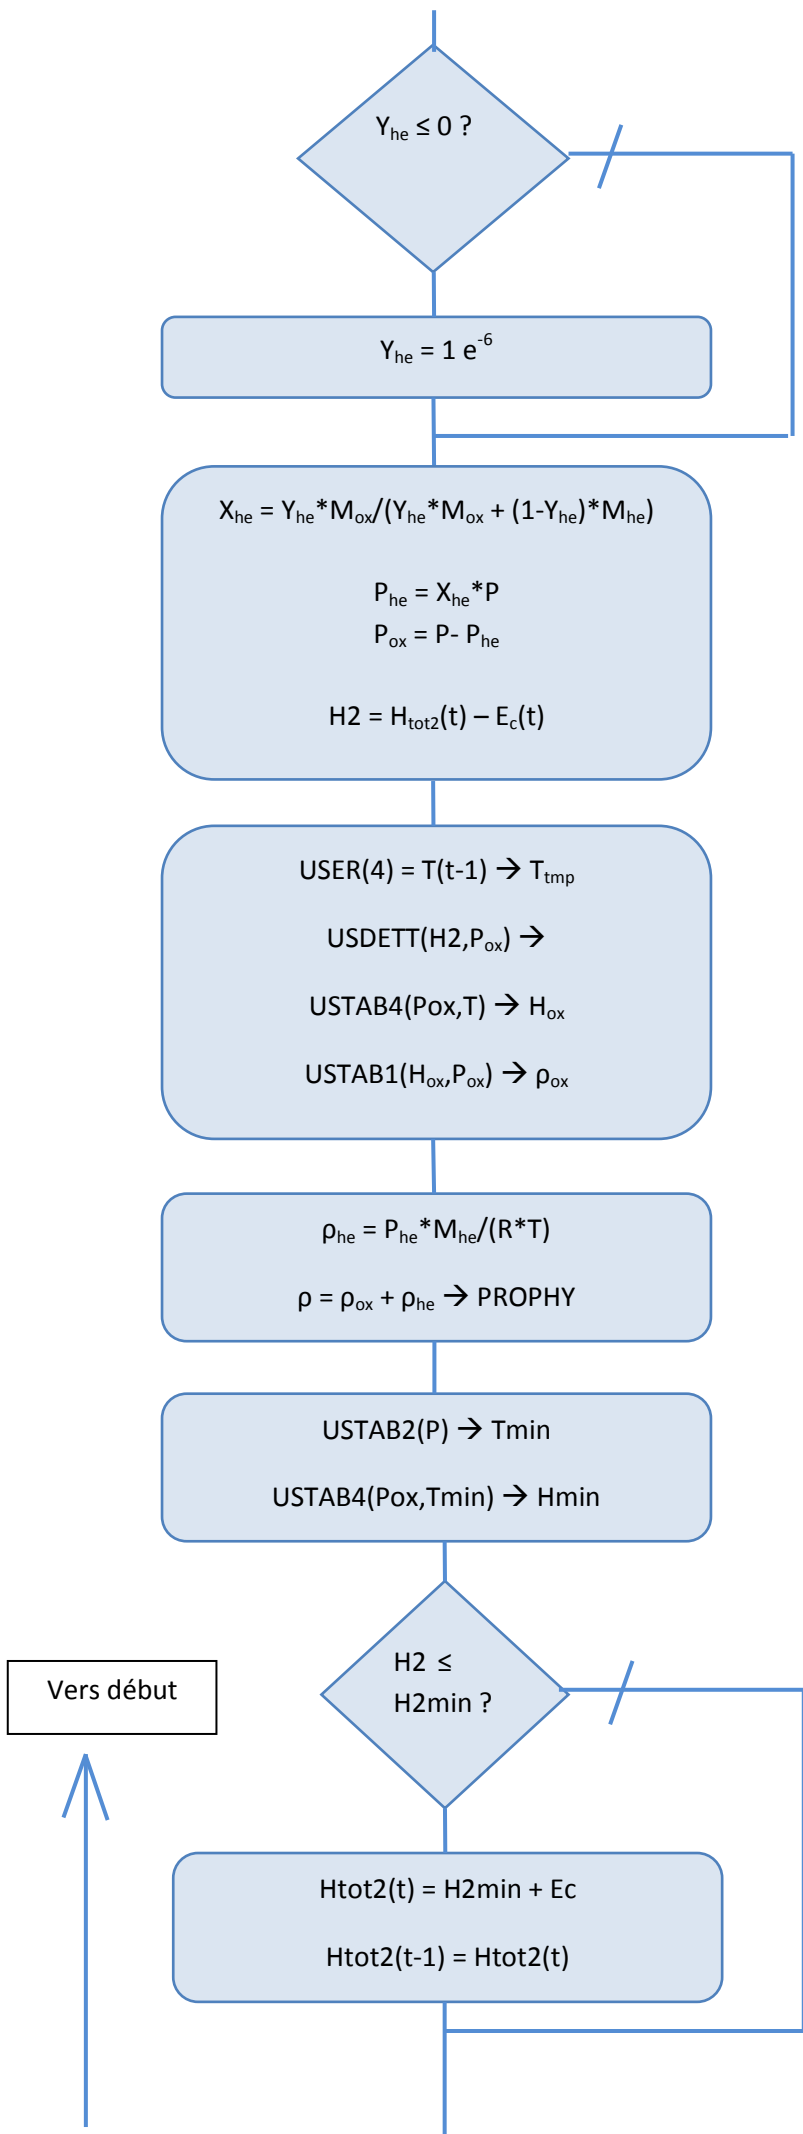 Yhe ≤ 0 ?
Yhe = 1 e-6
Xhe = Yhe*Mox/(Yhe*Mox + (1-Yhe)*Mhe)
Phe = Xhe*P
Pox = P- Phe
H2 = Htot2(t) – Ec(t)
USER(4) = T(t-1) → Ttmp
USDETT(H2,Pox) →
USTAB4(Pox,T) → Hox
USTAB1(Hox,Pox) → ρox
ρhe = Phe*Mhe/(R*T)
ρ = ρox + ρhe → PROPHY
USTAB2(P) → Tmin
USTAB4(Pox,Tmin) → Hmin
H2 ≤
H2min ?
Vers début
Htot2(t) = H2min + Ec
Htot2(t-1) = Htot2(t)